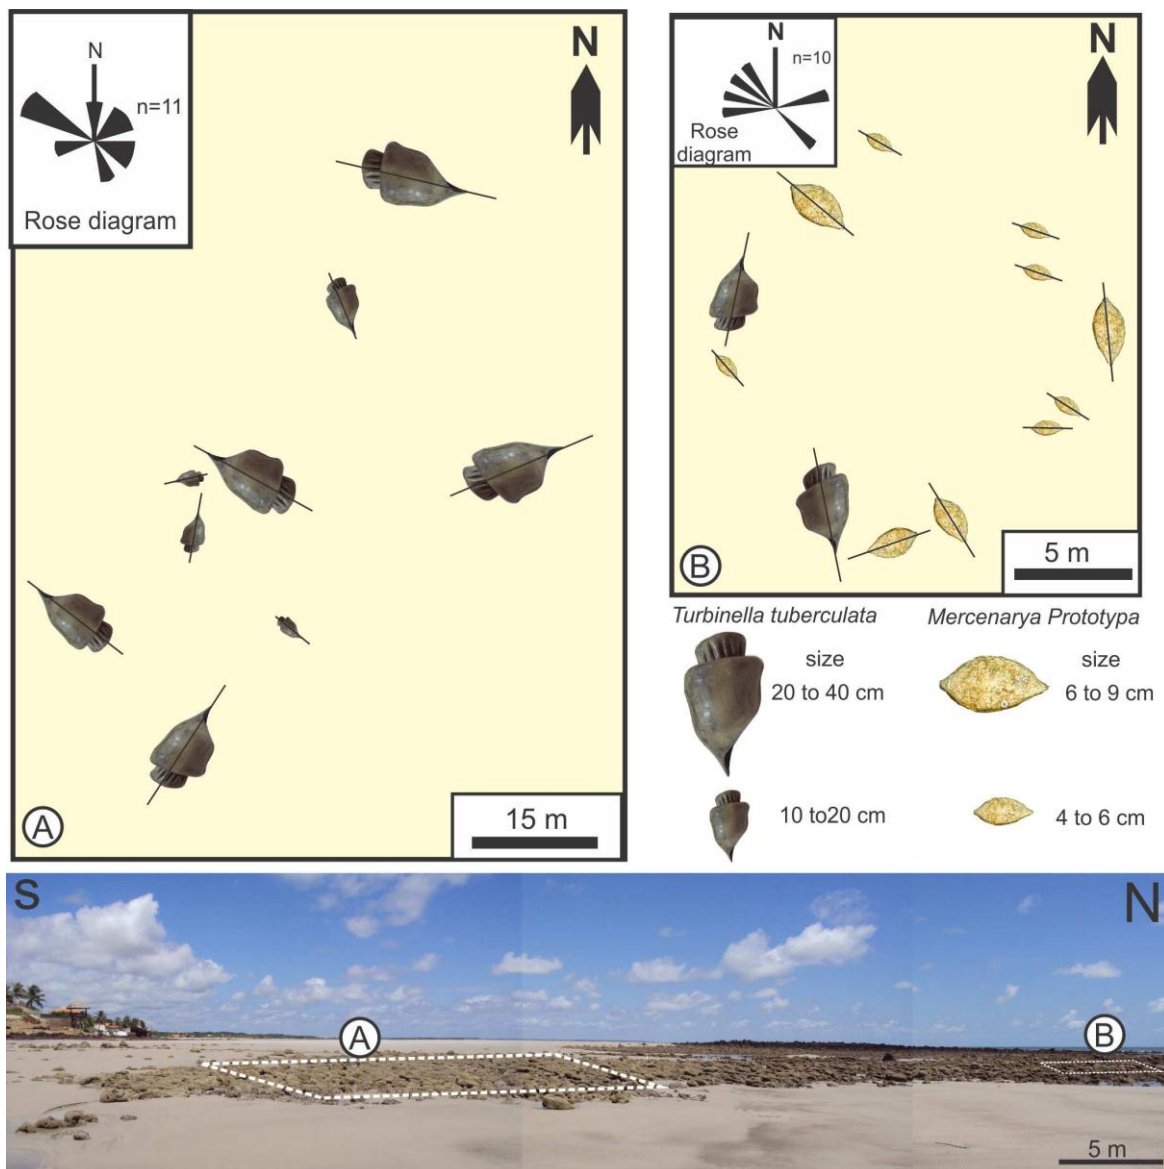 N
n=11
Rose diagram
N
A
15 m
N
n=10
Rose
diagram
N
B
5 m
Turbinella tuberculata
Mercenarya Prototypa
size
20 to 40 cm
size
6 to 9 cm
10 to20 cm
4 to 6 cm
S
N
A
B
5 m